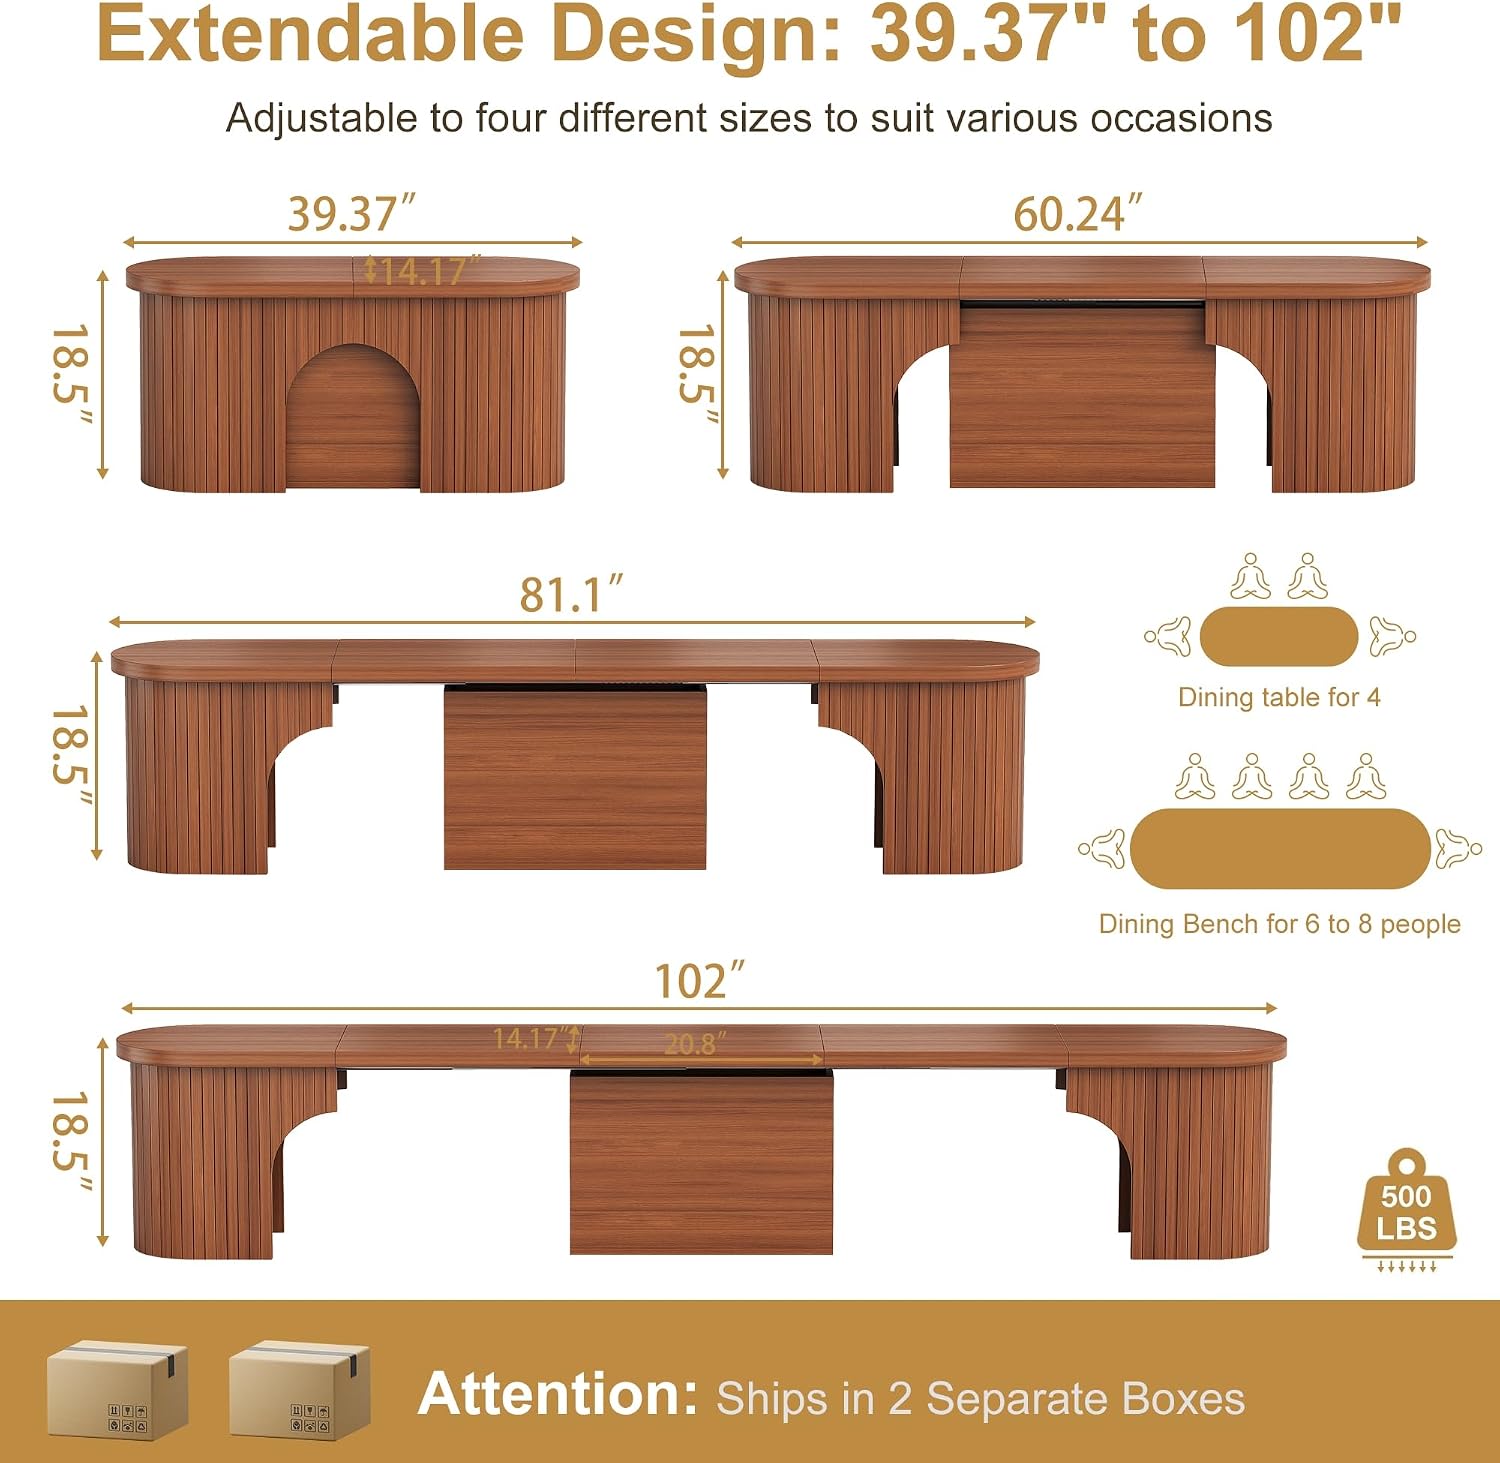 Extendable Design: 39.37" to 102"
Adjustable to four different sizes to suit various occasions
39.37"
14.17"
18.5"
60.24"
18.5"
81.1"
18.5"
Dining table for 4
Dining Bench for 6 to 8 people
102"
14.17"
20.8"
18.5"
500
LBS
Attention: Ships in 2 Separate Boxes